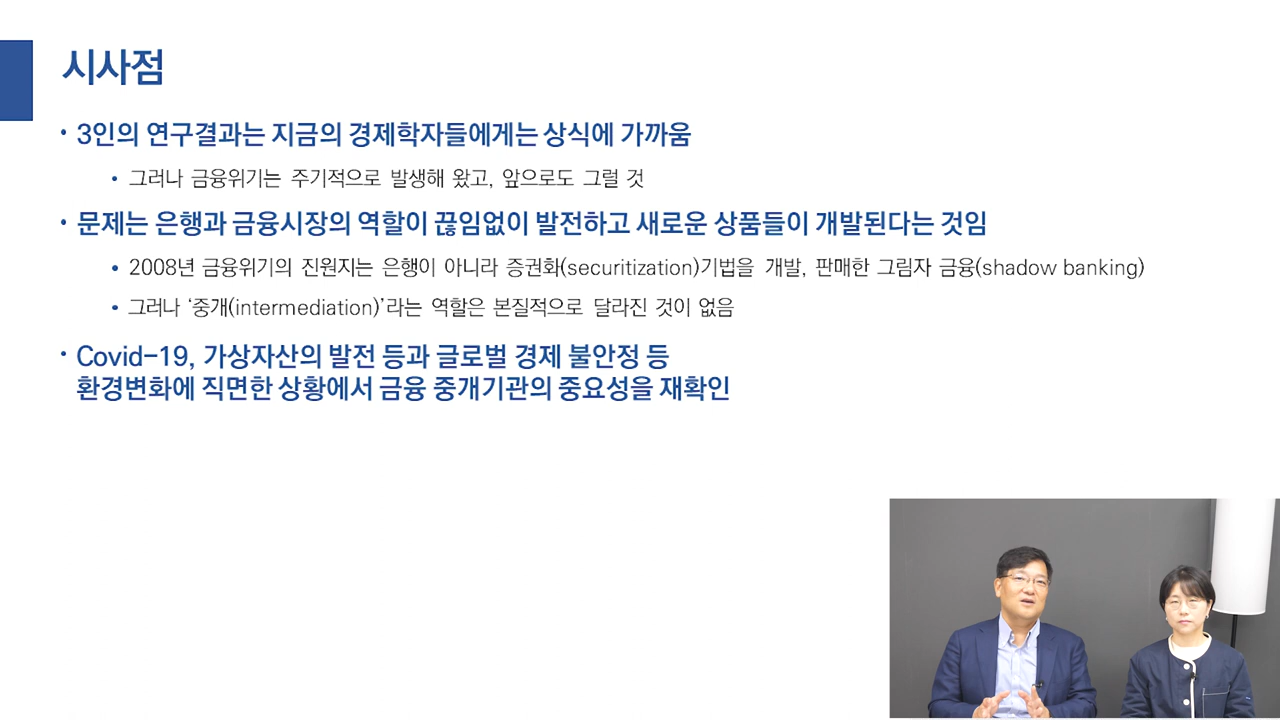 시사점
• 3인의 연구결과는 지금의 경제학자들에게는 상식에 가까움
• 그러나 금융위기는 주기적으로 발생해 왔고, 앞으로도 그럴 것
• 문제는 은행과 금융시장의 역할이 끊임없이 발전하고 새로운 상품들이 개발된다는 것임
• 2008년 금융위기의 진원지는 은행이 아니라 증권화(securitization)기법을 개발, 판매한 그림자 금융(shadow banking)
• 그러나 ‘중개(intermediation)’라는 역할은 본질적으로 달라진 것이 없음
• Covid-19, 가상자산의 발전 등과 글로벌 경제 불안정 등
환경변화에 직면한 상황에서 금융 중개기관의 중요성을 재확인